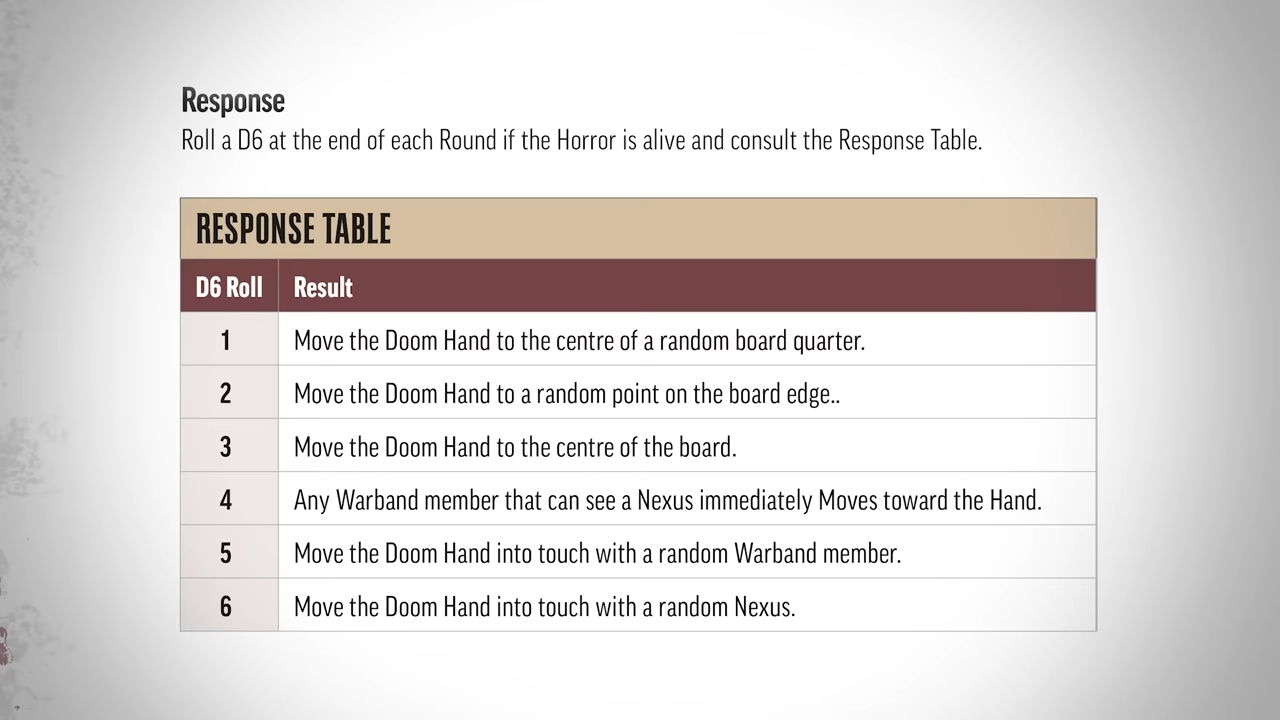 Response
Roll a D6 at the end of each Round if the Horror is alive and consult the Response Table.
RESPONSE TABLE
D6 Roll Result
1 Move the Doom Hand to the centre of a random board quarter.
2 Move the Doom Hand to a random point on the board edge..
3 Move the Doom Hand to the centre of the board.
4 Any Warband member that can see a Nexus immediately Moves toward the Hand.
5 Move the Doom Hand into touch with a random Warband member.
6 Move the Doom Hand into touch with a random Nexus.